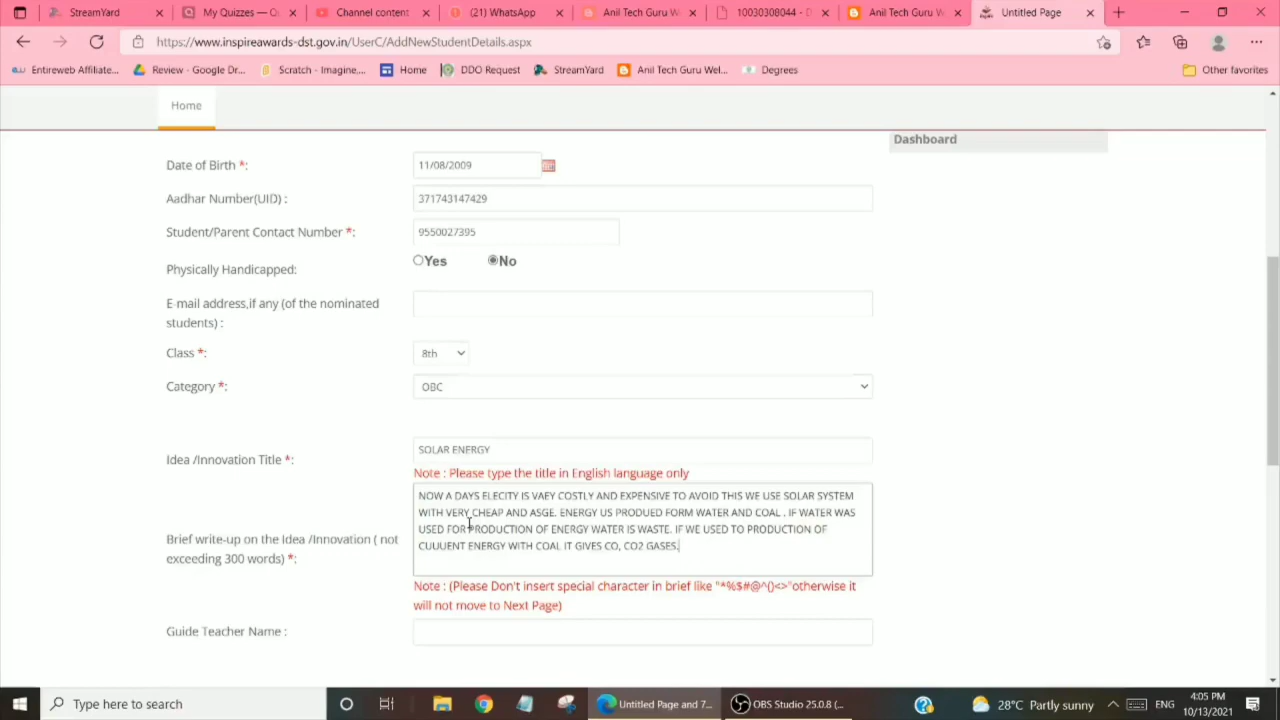 StreamYard
My Quizzes — Q
Channel content
(21) WhatsApp
Anil Tech Guru W
10030308044 - D
Anil Tech Guru W
Untitled Page
https://www.inspireawards-dst.gov.in/UserC/AddNewStudentDetails.aspx
Entireweb Affiliate...
Review - Google Dr...
Scratch - Imagine,...
Home
DDO Request
StreamYard
Anil Tech Guru Wel...
Degrees
Other favorites
Home
Dashboard
Date of Birth *:
11/08/2009
Aadhar Number(UID) :
371743147429
Student/Parent Contact Number *:
9550027395
Physically Handicapped:
Yes No
E-mail address,if any (of the nominated
students) :
Class *:
8th
Category *:
OBC
Idea /Innovation Title *:
SOLAR ENERGY
Note : Please type the title in English language only
Brief write-up on the Idea /Innovation ( not
exceeding 300 words) *:
NOW A DAYS ELECITY IS VAEY COSTLY AND EXPENSIVE TO AVOID THIS WE USE SOLAR SYSTEM
WITH VERY CHEAP AND ASGE. ENERGY US PRODUED FORM WATER AND COAL . IF WATER WAS
USED FOR PRODUCTION OF ENERGY WATER IS WASTE. IF WE USED TO PRODUCTION OF
CUUUENT ENERGY WITH COAL IT GIVES CO, CO2 GASES.
Note : (Please Don't insert special character in brief like "*%$#@^()<>"otherwise it
will not move to Next Page)
Guide Teacher Name :
Type here to search
Untitled Page and 7...
OBS Studio 25.0.8 (...
28°C Partly sunny
ENG
4:05 PM
10/13/2021